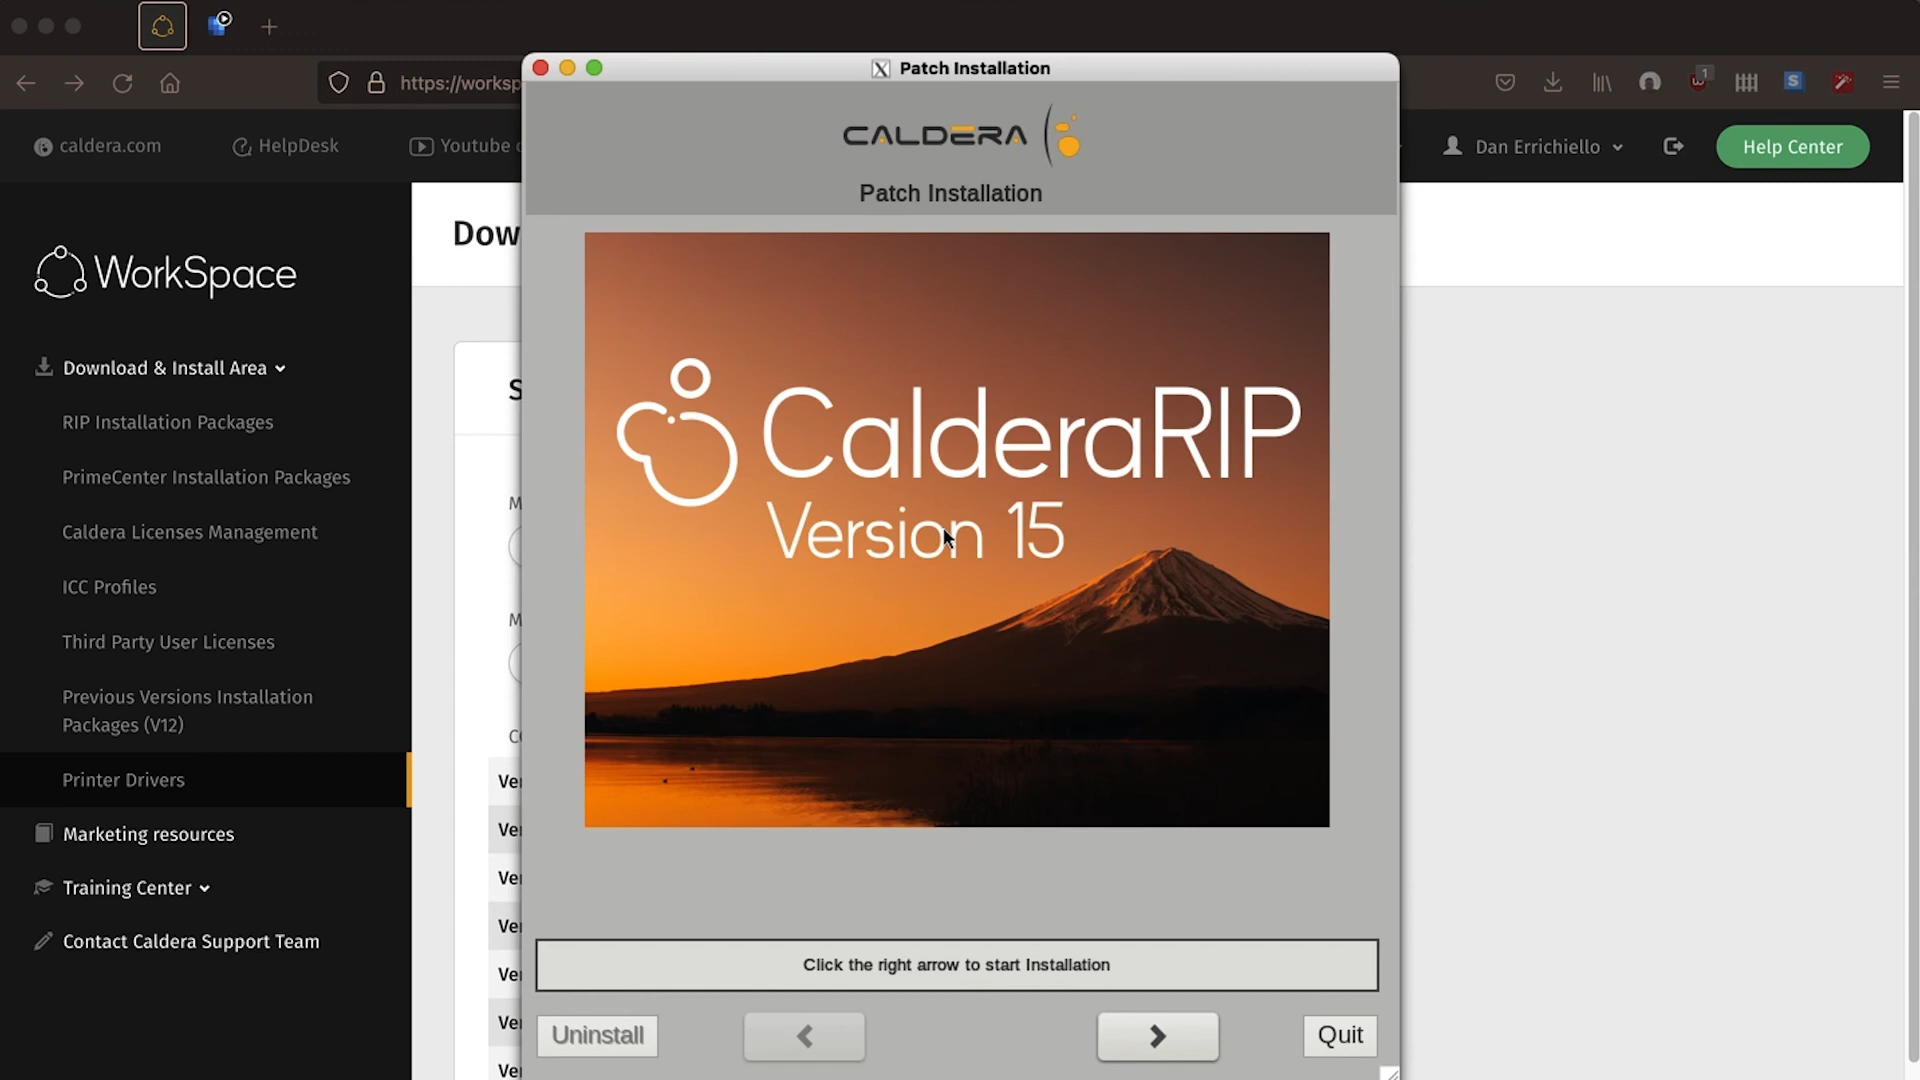 Patch Installation
https://worksp
1
S
caldera.com
HelpDesk
Youtube
Dan Errichiello
Help Center
CALDERA
Patch Installation
WorkSpace
Dow
Download & Install Area
RIP Installation Packages
PrimeCenter Installation Packages
Caldera Licenses Management
ICC Profiles
Third Party User Licenses
Previous Versions Installation
Packages (V12)
Printer Drivers
Marketing resources
Training Center
Contact Caldera Support Team
CalderaRIP
Version 15
Click the right arrow to start Installation
Uninstall
Quit